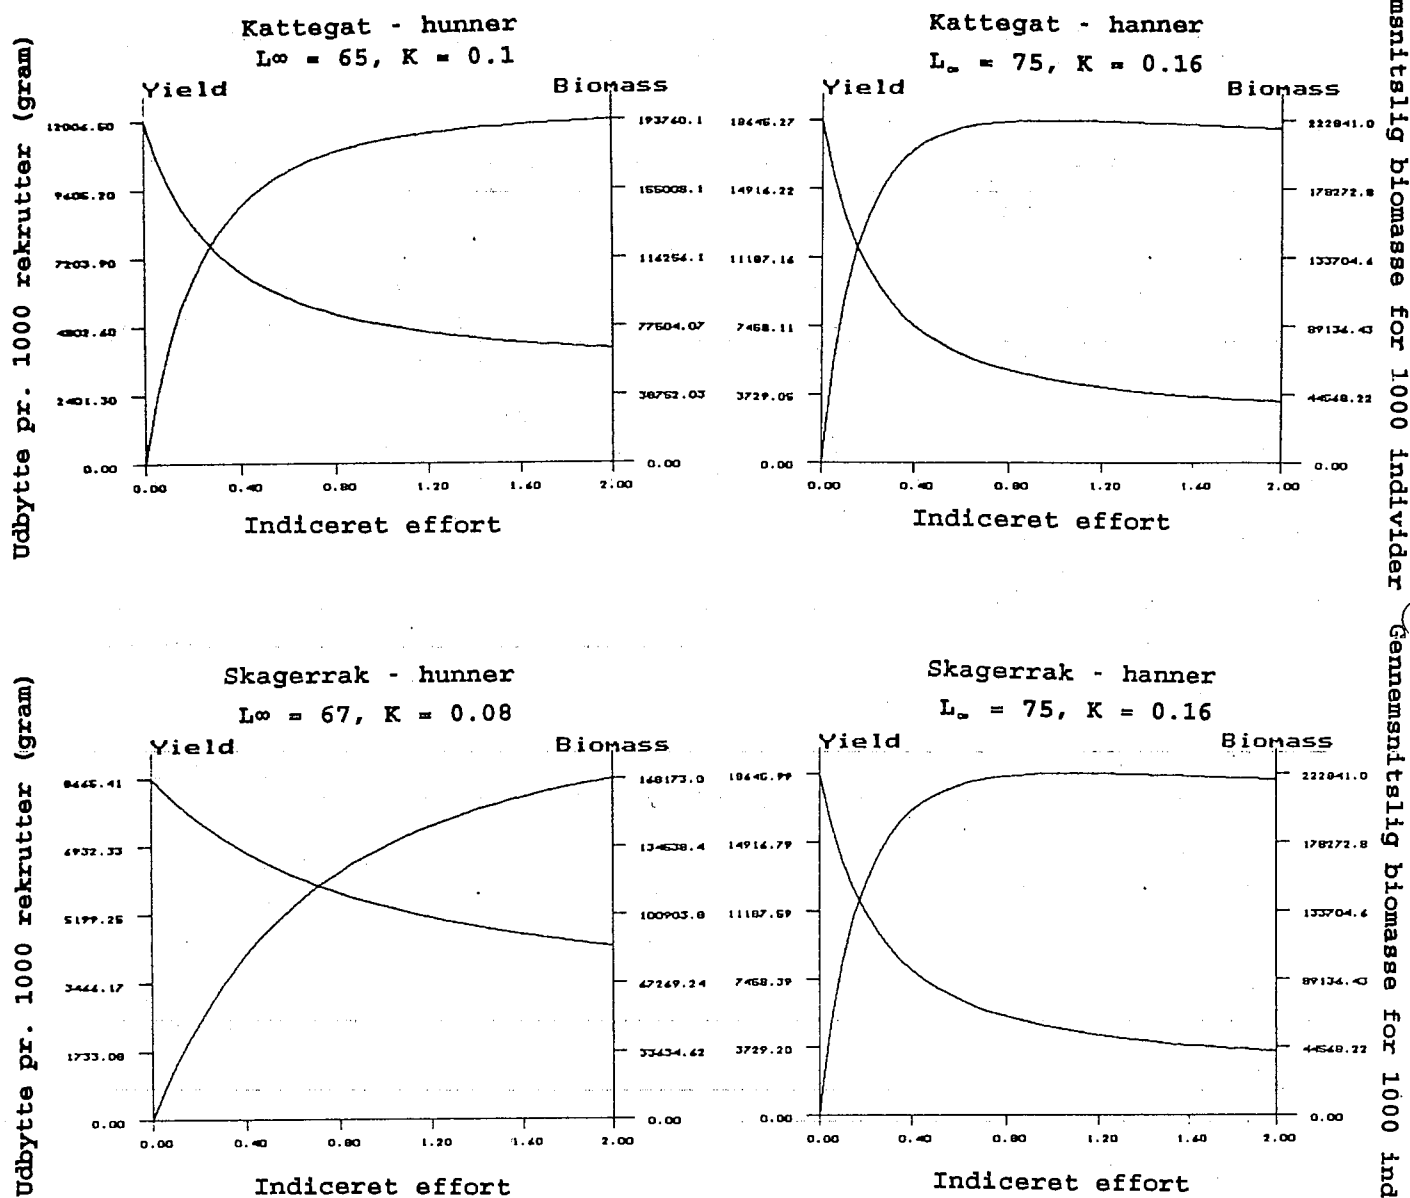 Kattegat - hunner
L∞ = 65, K = 0.1
Yield
Biomass
12006.50
9605.20
7203.90
4802.60
2401.30
0.00
193760.1
155008.1
116256.1
77504.07
38752.03
0.00
0.00 0.40 0.80 1.20 1.60 2.00
Indiceret effort
Udbytte pr. 1000 rekrutter (gram)
Kattegat - hanner
L∞ = 75, K = 0.16
Yield
Biomass
18645.27
14916.22
11187.16
7458.11
3729.05
0.00
222841.0
178272.8
133704.6
89136.43
44568.22
0.00
0.00 0.40 0.80 1.20 1.60 2.00
Indiceret effort
msnitslig biomasse for 1000 individer
Skagerrak - hunner
L∞ = 67, K = 0.08
Yield
Biomass
8665.41
6932.33
5199.25
3466.17
1733.08
0.00
168173.0
134538.4
100903.8
67269.24
33634.62
0.00
0.00 0.40 0.80 1.20 1.60 2.00
Indiceret effort
Udbytte pr. 1000 rekrutter (gram)
Skagerrak - hanner
L∞ = 75, K = 0.16
Yield
Biomass
18645.99
14916.79
11187.59
7458.39
3729.20
0.00
222841.0
178272.8
133704.6
89136.43
44568.22
0.00
0.00 0.40 0.80 1.20 1.60 2.00
Indiceret effort
Gennemsnitslig biomasse for 1000 ind